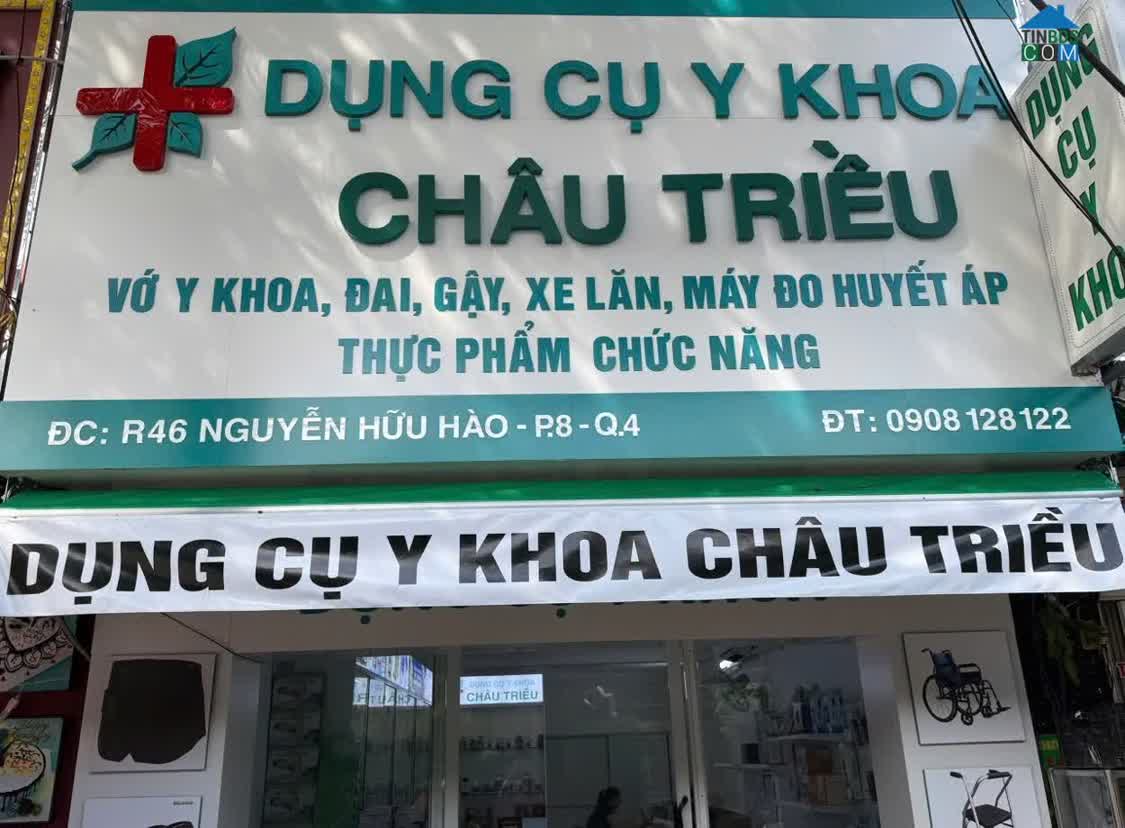 TINBDS
COM
DỤNG CỤ Y KHOA
CHÂU TRIỀU
VỚ Y KHOA, ĐAI, GẬY, XE LĂN, MÁY ĐO HUYẾT ÁP
THỰC PHẨM CHỨC NĂNG
ĐC: R46 NGUYỄN HỮU HÀO - P.8 - Q.4
ĐT: 0908 128 122
DỤNG
CỤ
Y
KHO
DỤNG CỤ Y KHOA CHÂU TRIỀU
DỤNG CỤ Y KHOA
CHÂU TRIỀU